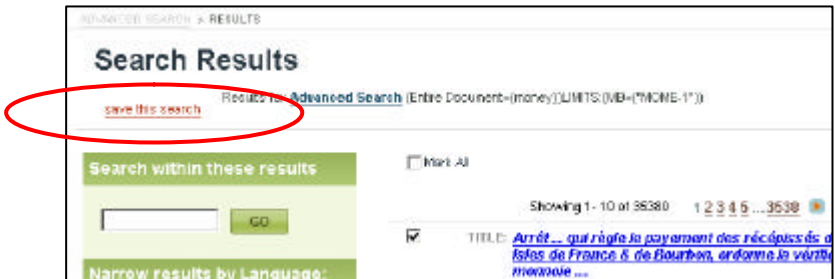 ADVANCED SEARCH > RESULTS
Search Results
save this search
Results for Advanced Search (Entire Document=(money))LIMITS:(MB=("MOME-1"))
Search within these results
GO
Mark All
Showing 1 - 10 of 35380 1 2 3 4 5 ... 3538
TITLE: Arrêt ... qui règle le payement des récépissés d
Isles de France & de Bourbon, ordonne la vérifi
monnoie ....
Narrow results by Language: